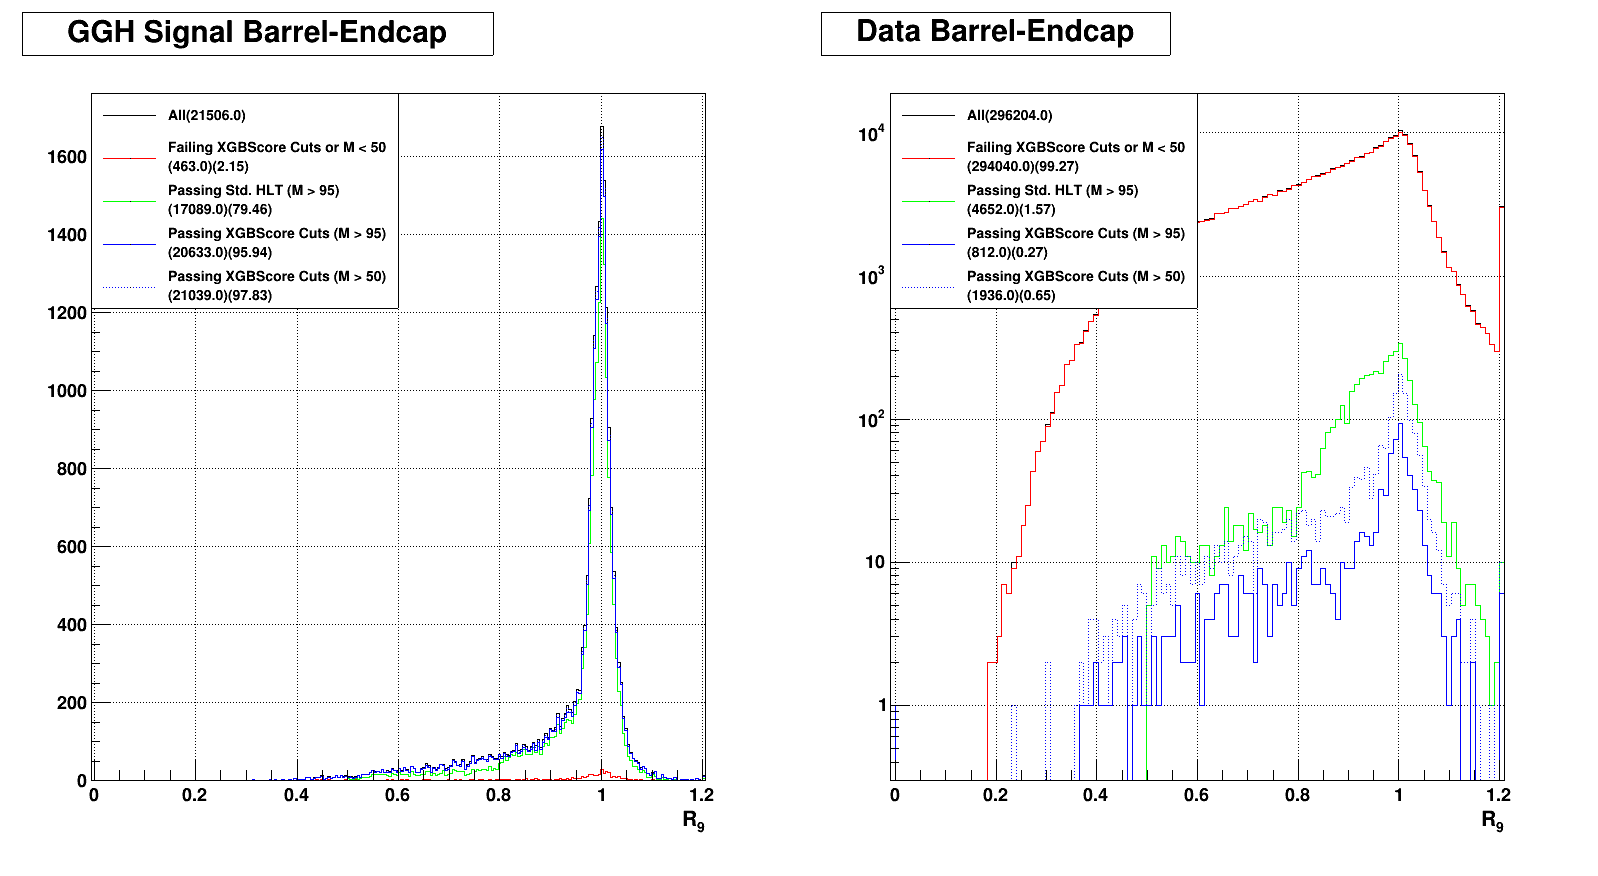 GGH Signal Barrel-Endcap
All(21506.0)
Failing XGBScore Cuts or M < 50
(463.0)(2.15)
Passing Std. HLT (M > 95)
(17089.0)(79.46)
Passing XGBScore Cuts (M > 95)
(20633.0)(95.94)
Passing XGBScore Cuts (M > 50)
(21039.0)(97.83)
1600
1400
1200
1000
800
600
400
200
0
0 0.2 0.4 0.6 0.8 1 1.2
R9
Data Barrel-Endcap
All(296204.0)
Failing XGBScore Cuts or M < 50
(294040.0)(99.27)
Passing Std. HLT (M > 95)
(4652.0)(1.57)
Passing XGBScore Cuts (M > 95)
(812.0)(0.27)
Passing XGBScore Cuts (M > 50)
(1936.0)(0.65)
10^4
10^3
10^2
10
1
0 0.2 0.4 0.6 0.8 1 1.2
R9